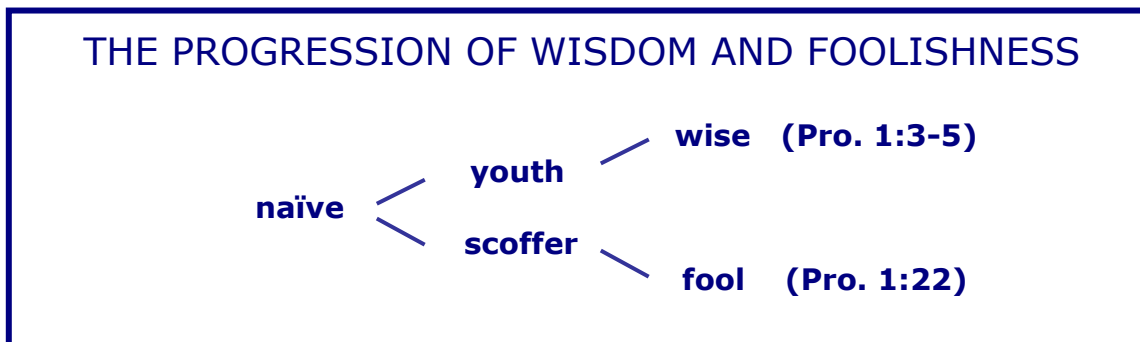 THE PROGRESSION OF WISDOM AND FOOLISHNESS
wise (Pro. 1:3-5)
youth
naïve
scoffer
fool (Pro. 1:22)